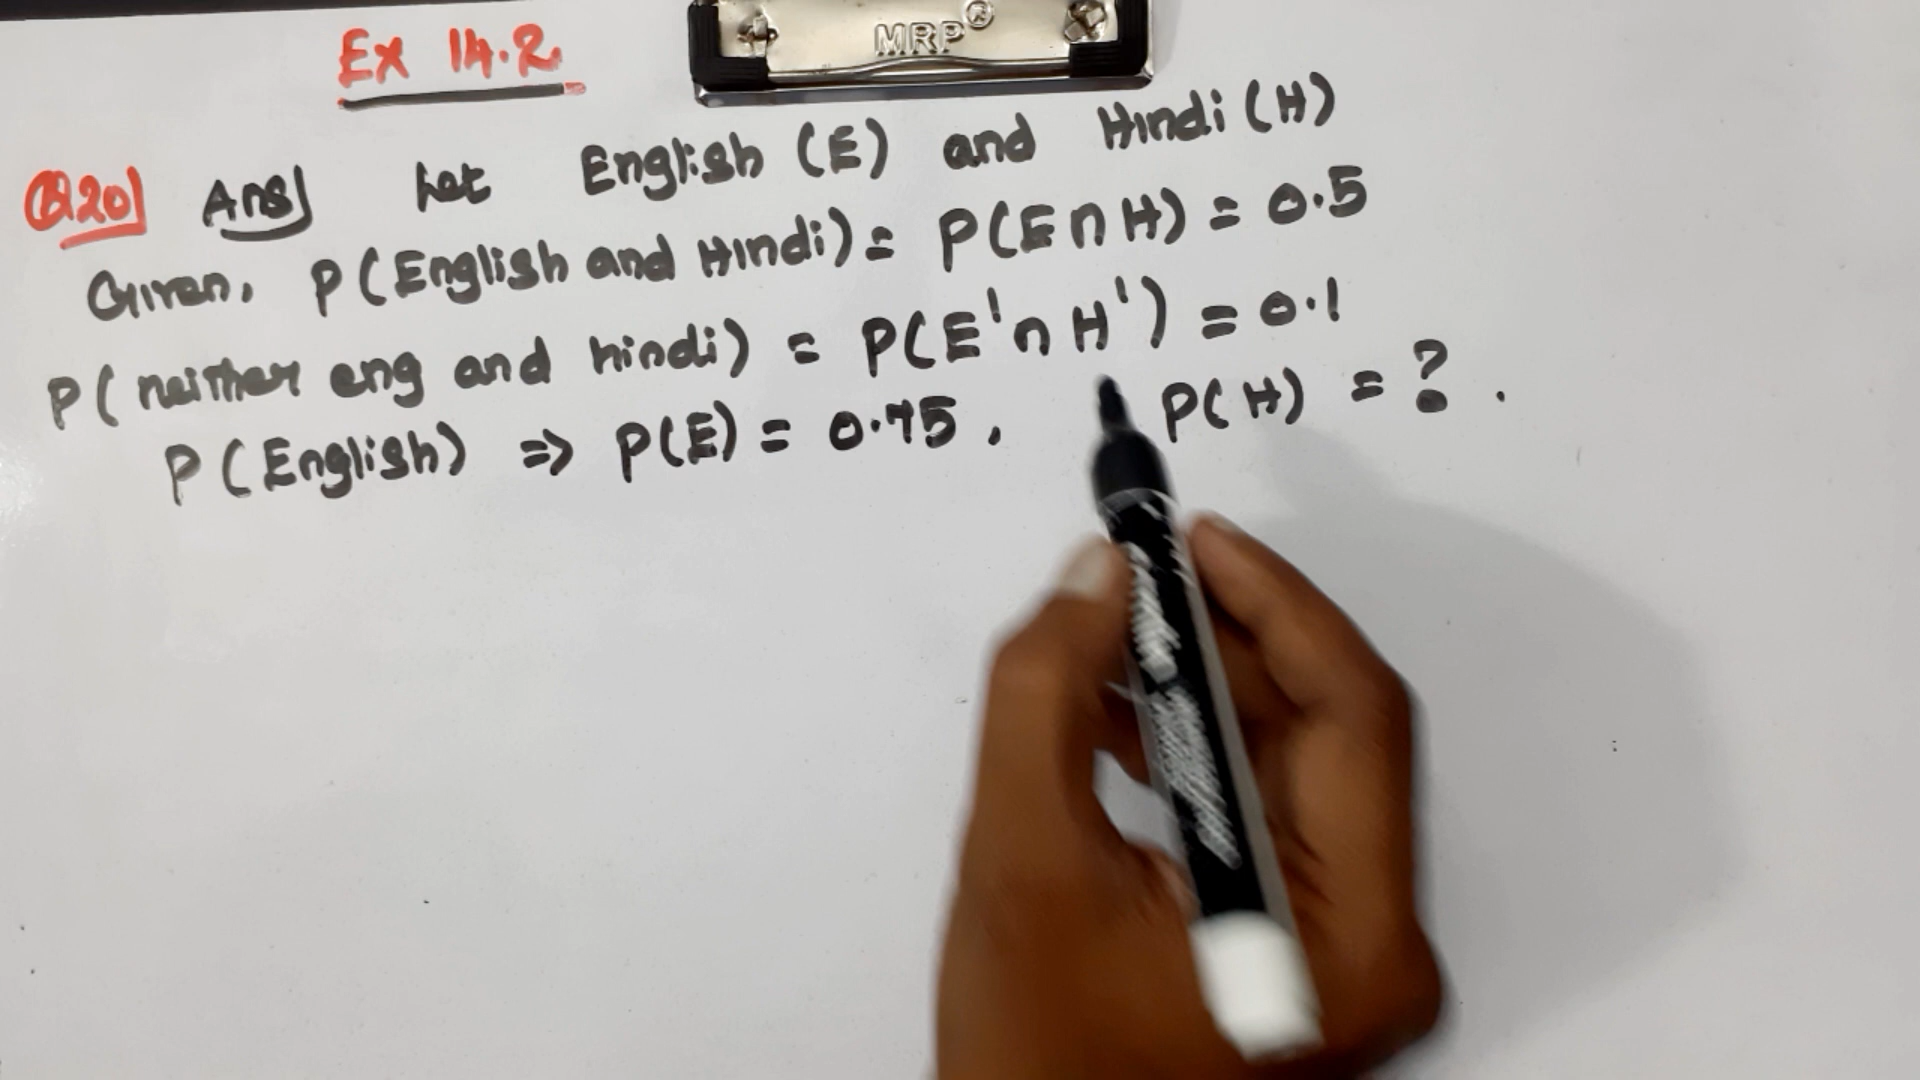 MRP®
Ex 14.2
Q20] Ans] Let English (E) and Hindi (H)
Given, P(English and Hindi) = P(E∩H) = 0.5
P(neither eng and hindi) = P(E'∩H') = 0.1
P(English) => P(E) = 0.75, P(H) = ?.